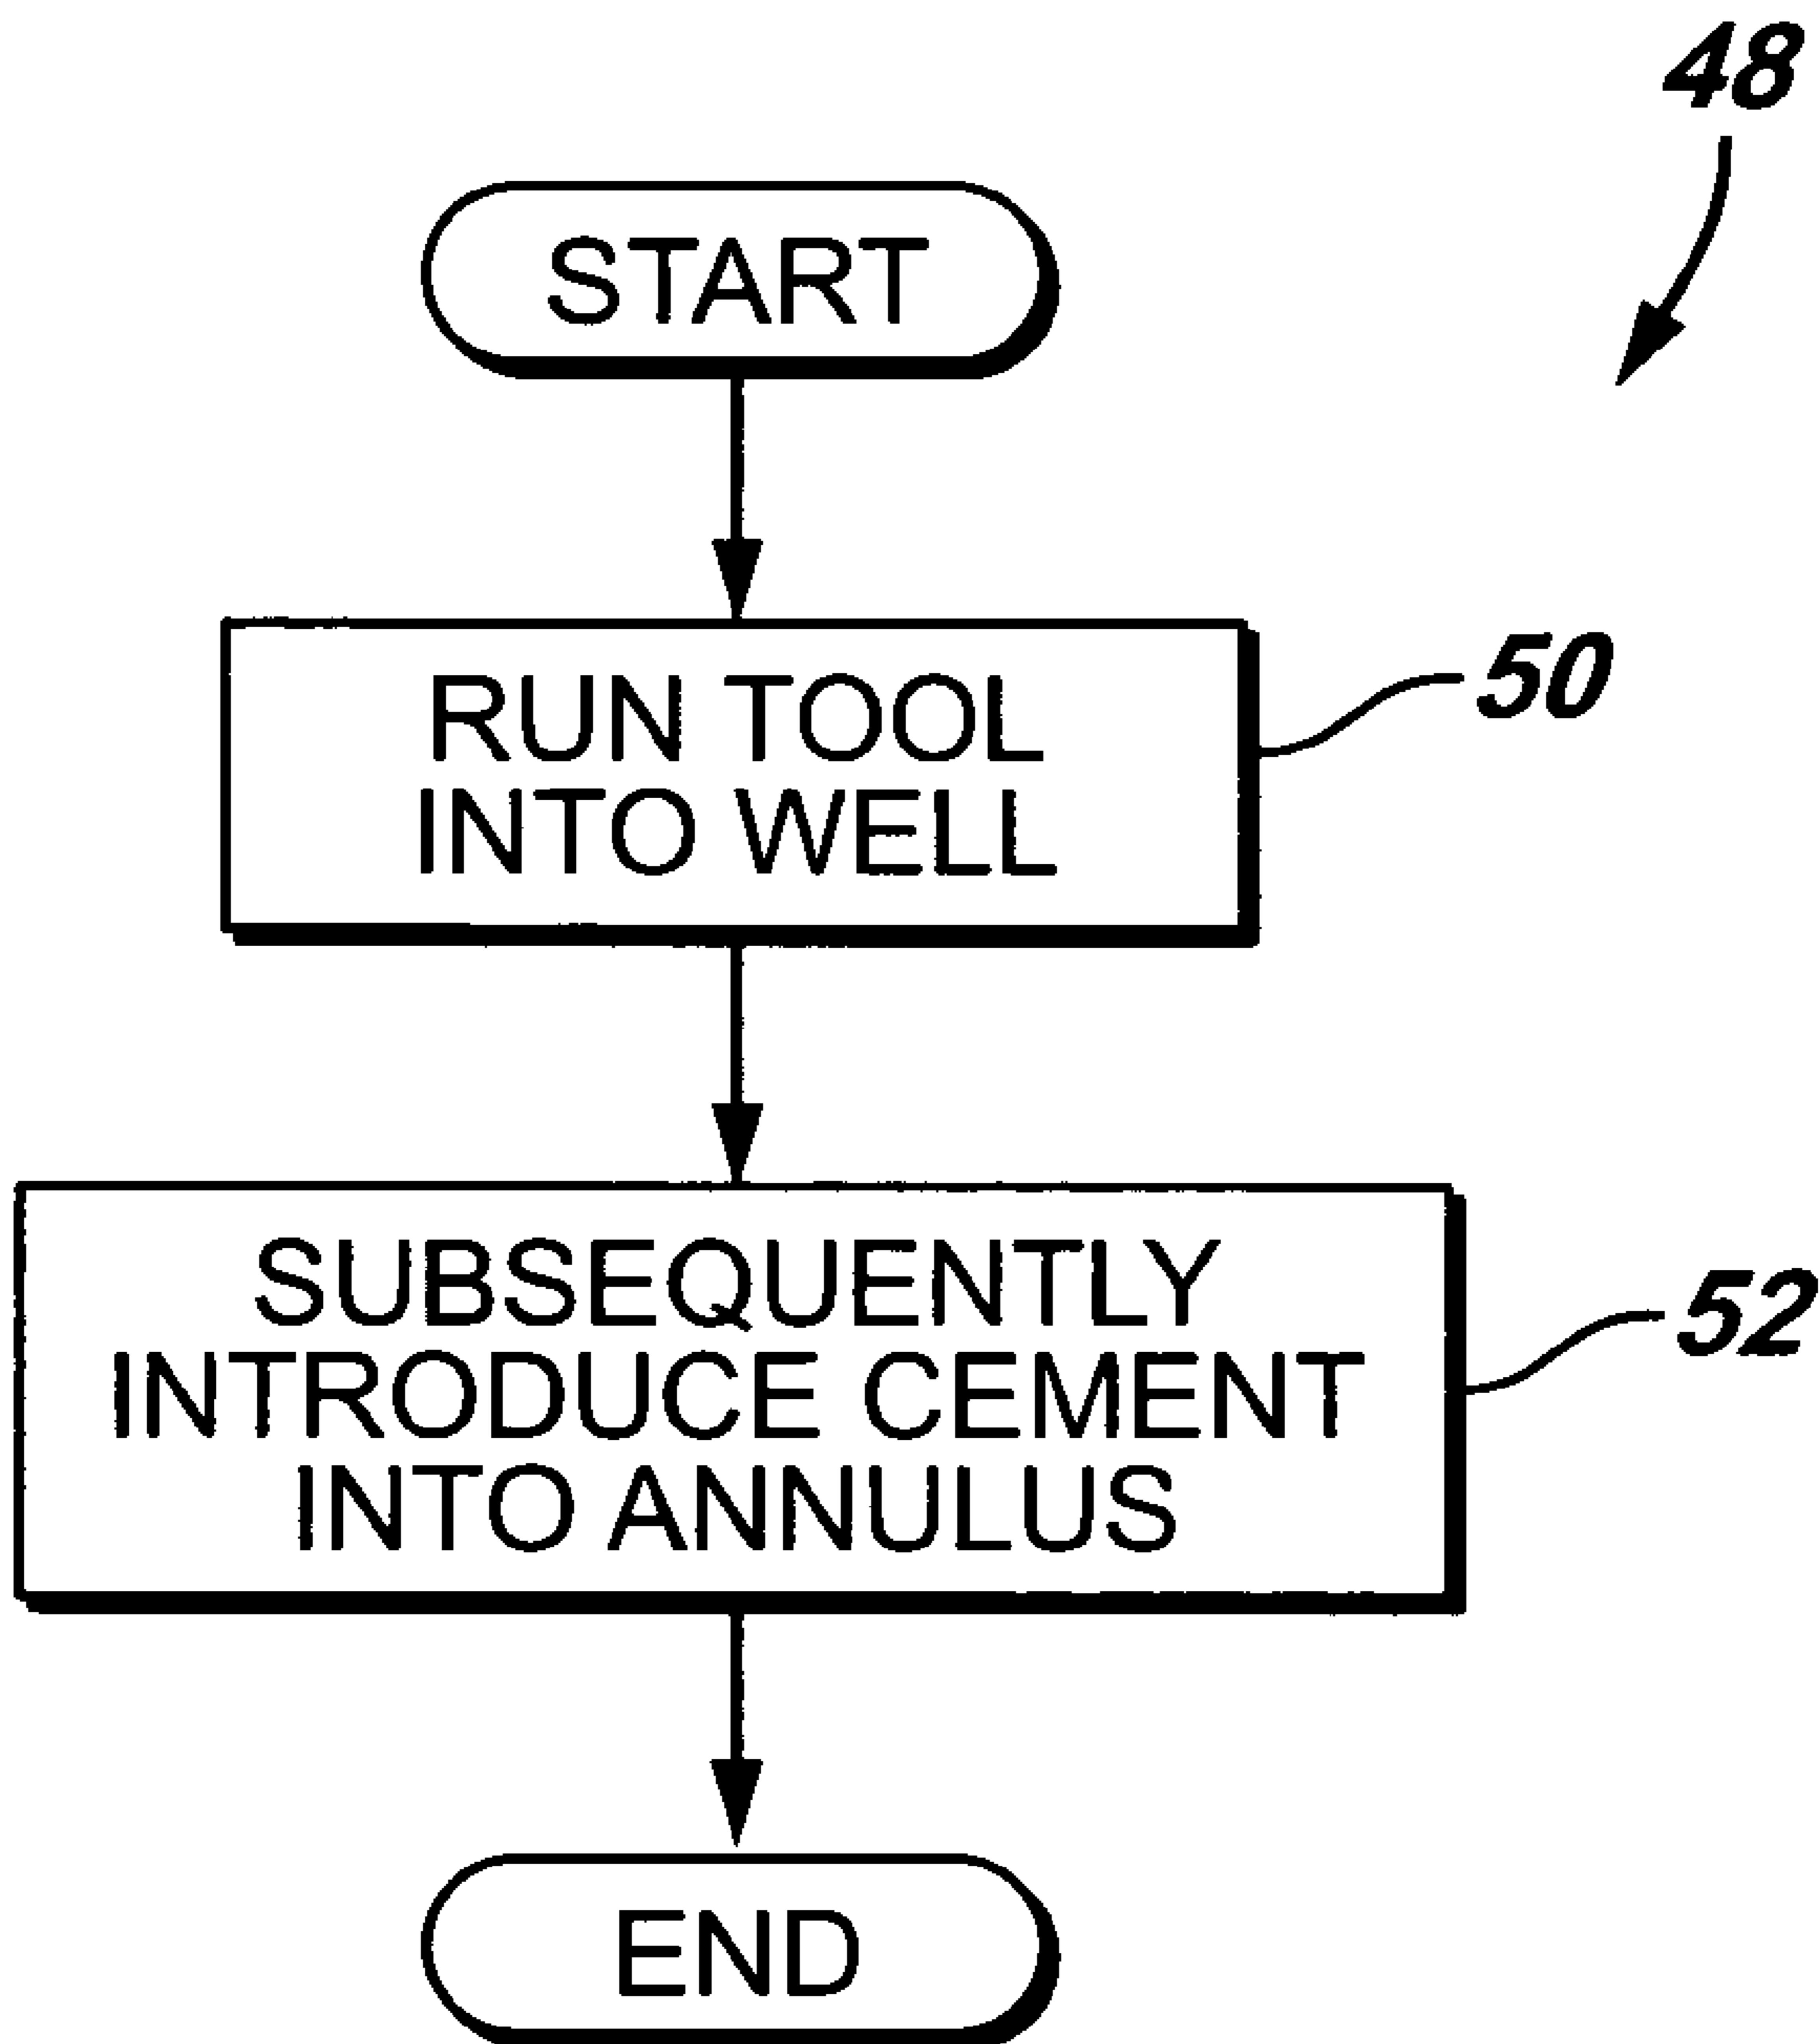 48
START
RUN TOOL
INTO WELL
50
SUBSEQUENTLY
INTRODUCE CEMENT
INTO ANNULUS
52
END